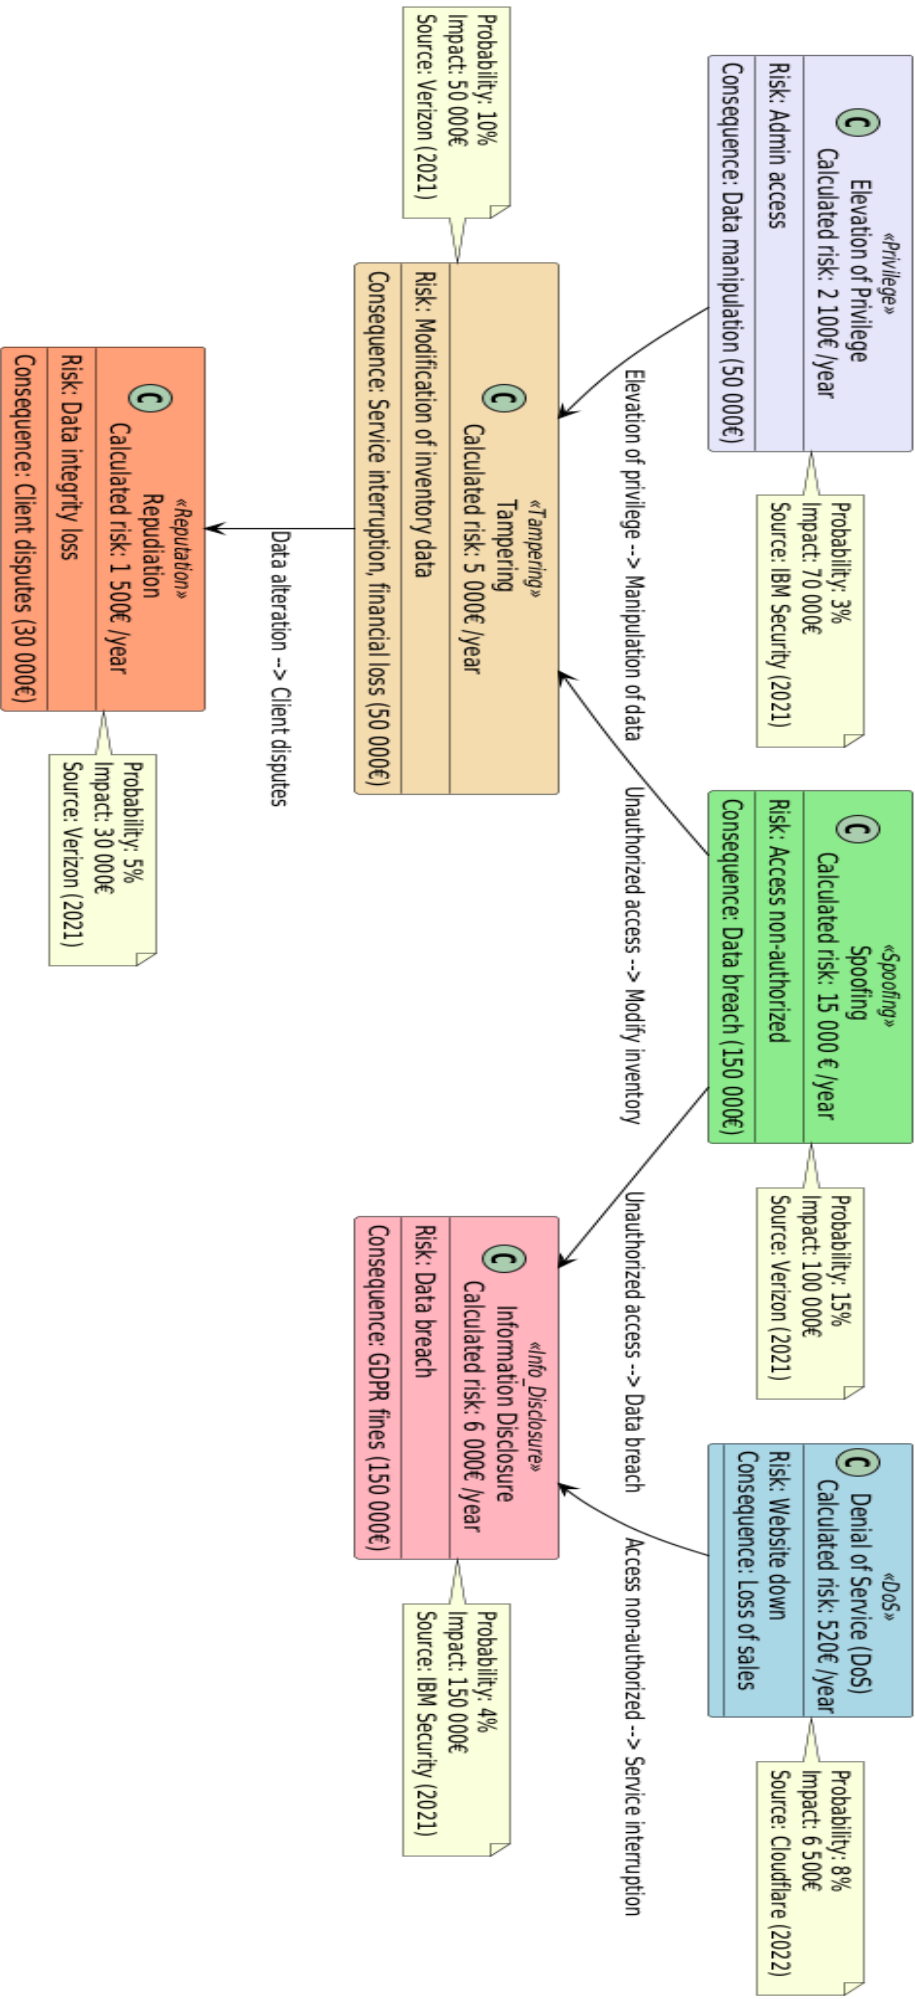 «Privilege»
C
Elevation of Privilege
Calculated risk: 2 100€ /year
Risk: Admin access
Consequence: Data manipulation (50 000€)
Probability: 3%
Impact: 70 000€
Source: IBM Security (2021)
«Spoofing»
C
Spoofing
Calculated risk: 15 000 € /year
Risk: Access non-authorized
Consequence: Data breach (150 000€)
Probability: 15%
Impact: 100 000€
Source: Verizon (2021)
«DoS»
C
Denial of Service (DoS)
Calculated risk: 520€ /year
Risk: Website down
Consequence: Loss of sales
Probability: 8%
Impact: 6 500€
Source: Cloudflare (2022)
Elevation of privilege --> Manipulation of data
Unauthorized access --> Modify inventory
Unauthorized access --> Data breach
Access non-authorized --> Service interruption
Probability: 10%
Impact: 50 000€
Source: Verizon (2021)
«Tampering»
C
Tampering
Calculated risk: 5 000€ /year
Risk: Modification of inventory data
Consequence: Service interruption, financial loss (50 000€)
«Info_Disclosure»
C
Information Disclosure
Calculated risk: 6 000€ /year
Risk: Data breach
Consequence: GDPR fines (150 000€)
Probability: 4%
Impact: 150 000€
Source: IBM Security (2021)
Data alteration --> Client disputes
«Reputation»
C
Repudiation
Calculated risk: 1 500€ /year
Risk: Data integrity loss
Consequence: Client disputes (30 000€)
Probability: 5%
Impact: 30 000€
Source: Verizon (2021)